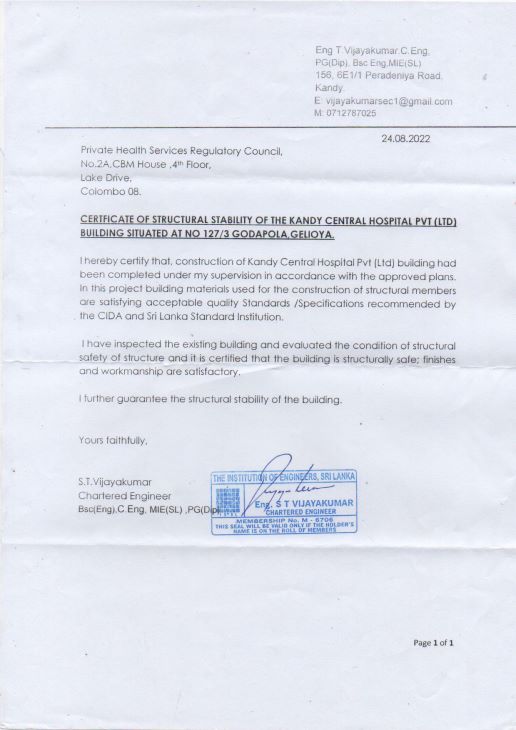 Eng T.Vijayakumar.C.Eng,
PG(Dip), Bsc Eng,MIE(SL)
156, 6E1/1 Peradeniya Road,
Kandy.
E: vijayakumarsec1@gmail.com
M: 0712787025
24.08.2022
Private Health Services Regulatory Council,
No.2A,CBM House ,4th Floor,
Lake Drive,
Colombo 08.
CERTFICATE OF STRUCTURAL STABILITY OF THE KANDY CENTRAL HOSPITAL PVT (LTD)
BUILDING SITUATED AT NO 127/3 GODAPOLA,GELIOYA.
I hereby certify that, construction of Kandy Central Hospital Pvt (Ltd) building had
been completed under my supervision in accordance with the approved plans.
In this project building materials used for the construction of structural members
are satisfying acceptable quality Standards /Specifications recommended by
the CIDA and Sri Lanka Standard Institution.
I have inspected the existing building and evaluated the condition of structural
safety of structure and it is certified that the building is structurally safe; finishes
and workmanship are satisfactory.
I further guarantee the structural stability of the building.
Yours faithfully,
S.T.Vijayakumar
Chartered Engineer
Bsc(Eng),C.Eng, MIE(SL) ,PG(Dip)
THE INSTITUTION OF ENGINEERS, SRI LANKA
Eng. S T VIJAYAKUMAR
CHARTERED ENGINEER
MEMBERSHIP No. M - 6706
THIS SEAL WILL BE VALID ONLY IF THE HOLDER'S
NAME IS ON THE ROLL OF MEMBERS
Page 1 of 1